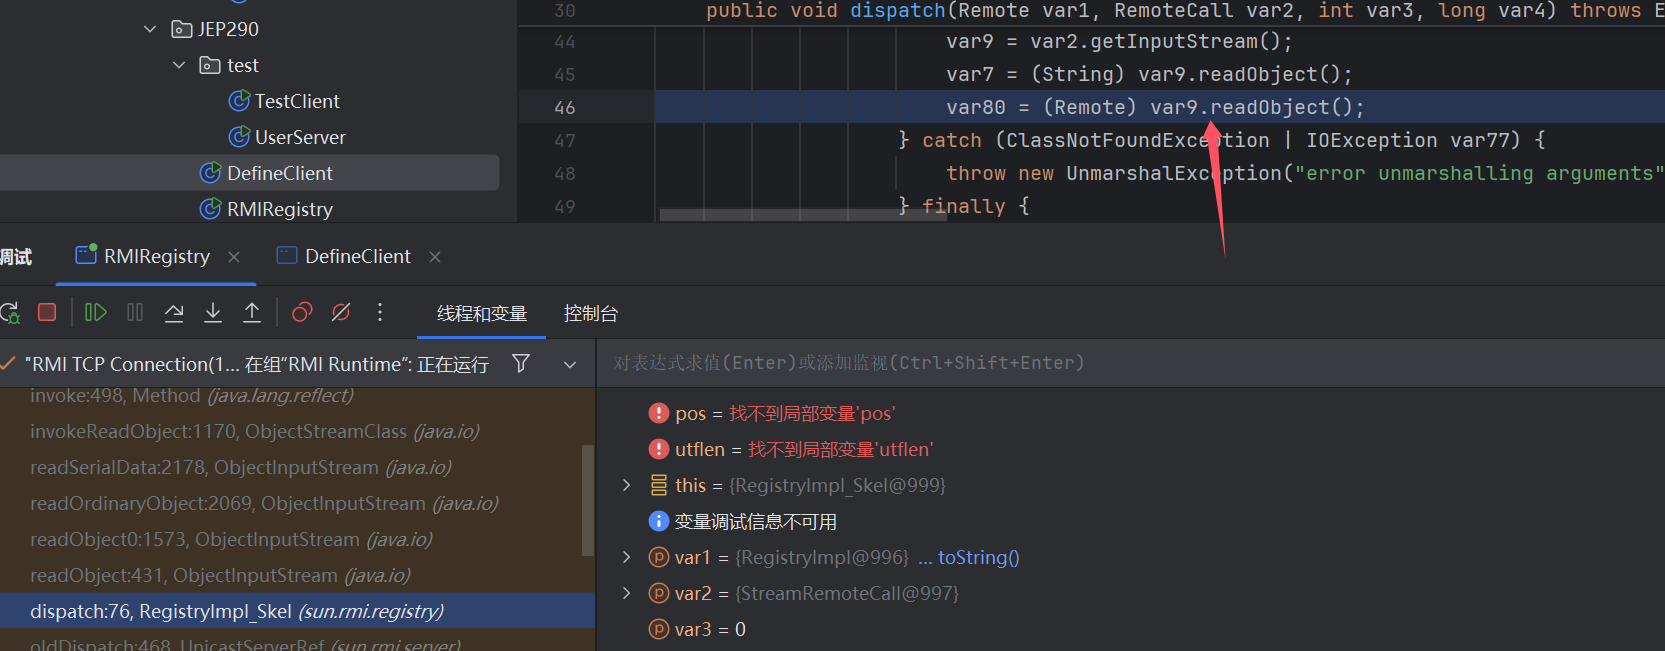 JEP290
test
TestClient
UserServer
DefineClient
RMIRegistry
30 public void dispatch(Remote var1, RemoteCall var2, int var3, long var4) throws E
44 var9 = var2.getInputStream();
45 var7 = (String) var9.readObject();
46 var80 = (Remote) var9.readObject();
47 } catch (ClassNotFoundException | IOException var77) {
48 throw new UnmarshalException("error unmarshalling arguments"
49 } finally {
调试 RMIRegistry DefineClient
线程和变量 控制台
"RMI TCP Connection(1... 在组“RMI Runtime”: 正在运行
invoke:498, Method (java.lang.reflect)
invokeReadObject:1170, ObjectStreamClass (java.io)
readSerialData:2178, ObjectInputStream (java.io)
readOrdinaryObject:2069, ObjectInputStream (java.io)
readObject0:1573, ObjectInputStream (java.io)
readObject:431, ObjectInputStream (java.io)
dispatch:76, RegistryImpl_Skel (sun.rmi.registry)
oldDispatch:468, UnicastServerRef (sun.rmi.server)
对表达式求值(Enter)或添加监视(Ctrl+Shift+Enter)
pos = 找不到局部变量'pos'
utflen = 找不到局部变量'utflen'
this = {RegistryImpl_Skel@999}
变量调试信息不可用
var1 = {RegistryImpl@996} ... toString()
var2 = {StreamRemoteCall@997}
var3 = 0